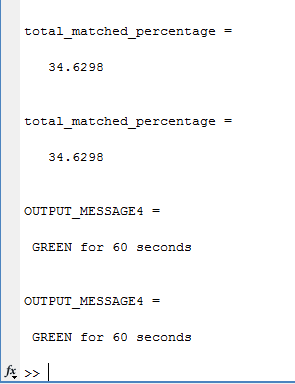 total_matched_percentage =
34.6298
total_matched_percentage =
34.6298
OUTPUT_MESSAGE4 =
GREEN for 60 seconds
OUTPUT_MESSAGE4 =
GREEN for 60 seconds
fx >>